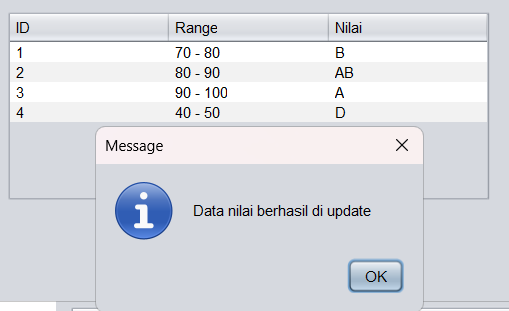 ID Range Nilai
1 70 - 80 B
2 80 - 90 AB
3 90 - 100 A
4 40 - 50 D
Message
Data nilai berhasil di update
OK